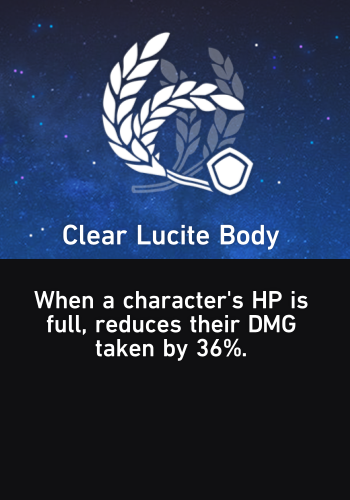 Clear Lucite Body
When a character's HP is
full, reduces their DMG
taken by 36%.